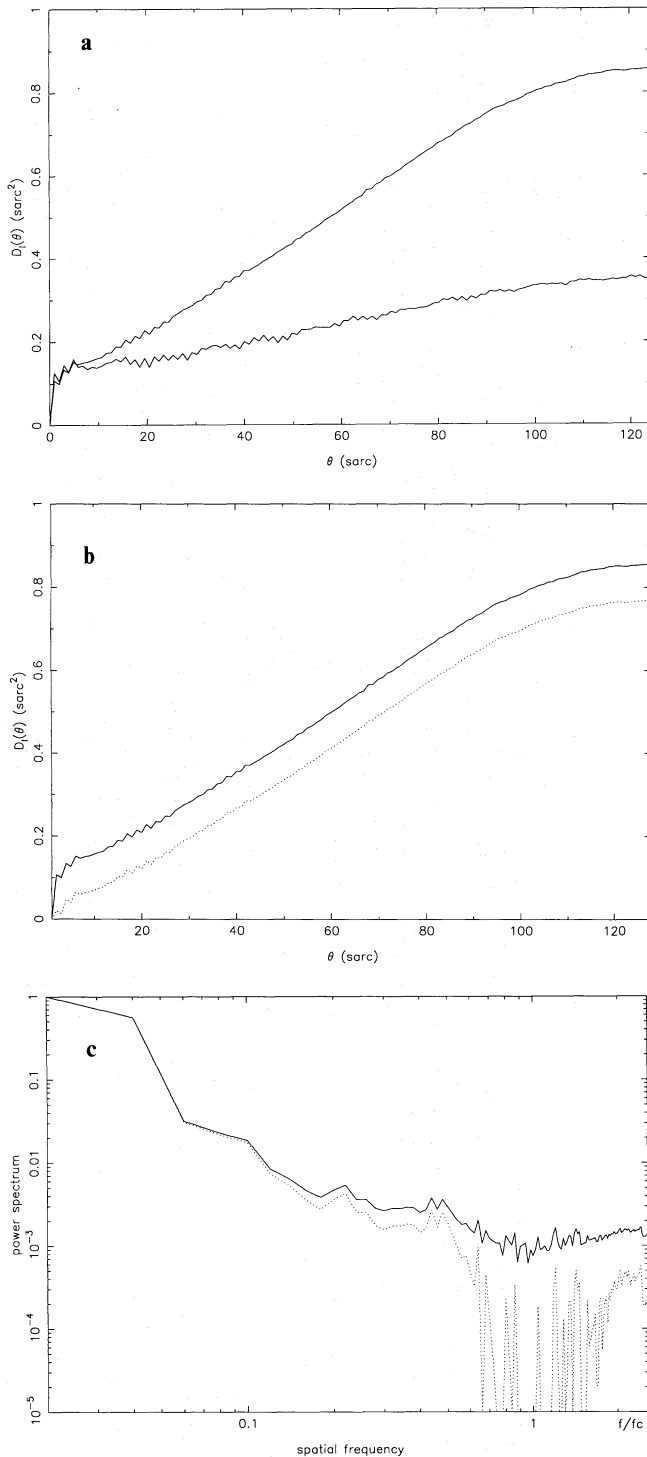 1
a
0.8
0.6
D_I(θ) (sarc²)
0.4
0.2
0
0 20 40 60 80 100 120
θ (sarc)
1
b
0.8
0.6
D_I(θ) (sarc²)
0.4
0.2
0
20 40 60 80 100 120
θ (sarc)
1
c
0.1
0.01
power spectrum
10⁻³
10⁻⁴
10⁻⁵
0.1 1 f/fc
spatial frequency